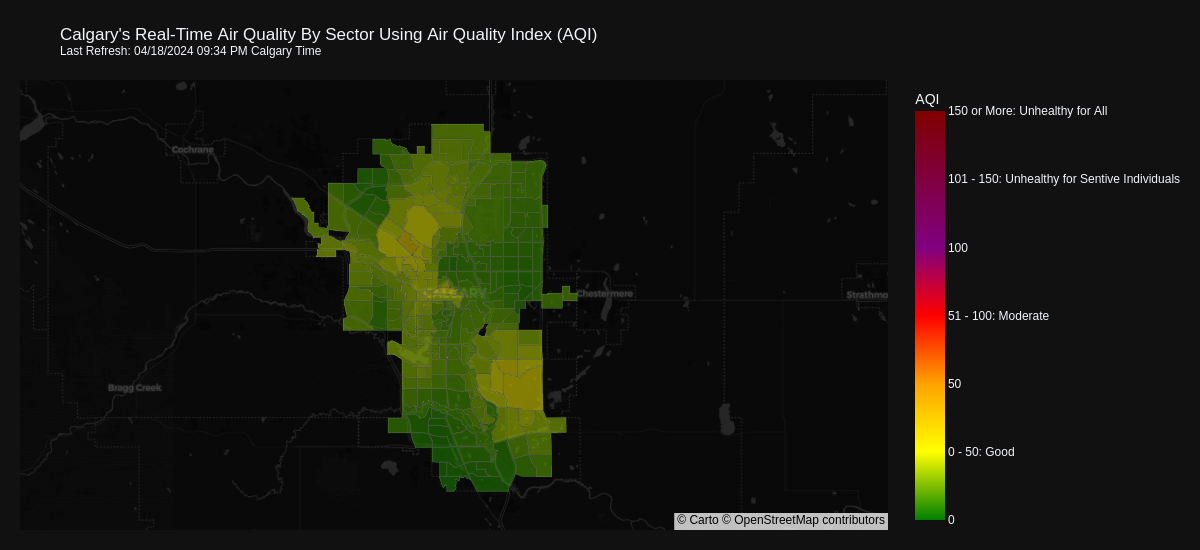 Calgary's Real-Time Air Quality By Sector Using Air Quality Index (AQI)
Last Refresh: 04/18/2024 09:34 PM Calgary Time
AQI
150 or More: Unhealthy for All
Cochrane
101 - 150: Unhealthy for Sentive Individuals
100
CALGARY
Chestermere
Strathmo
51 - 100: Moderate
50
Bragg Creek
0 - 50: Good
0
© Carto © OpenStreetMap contributors